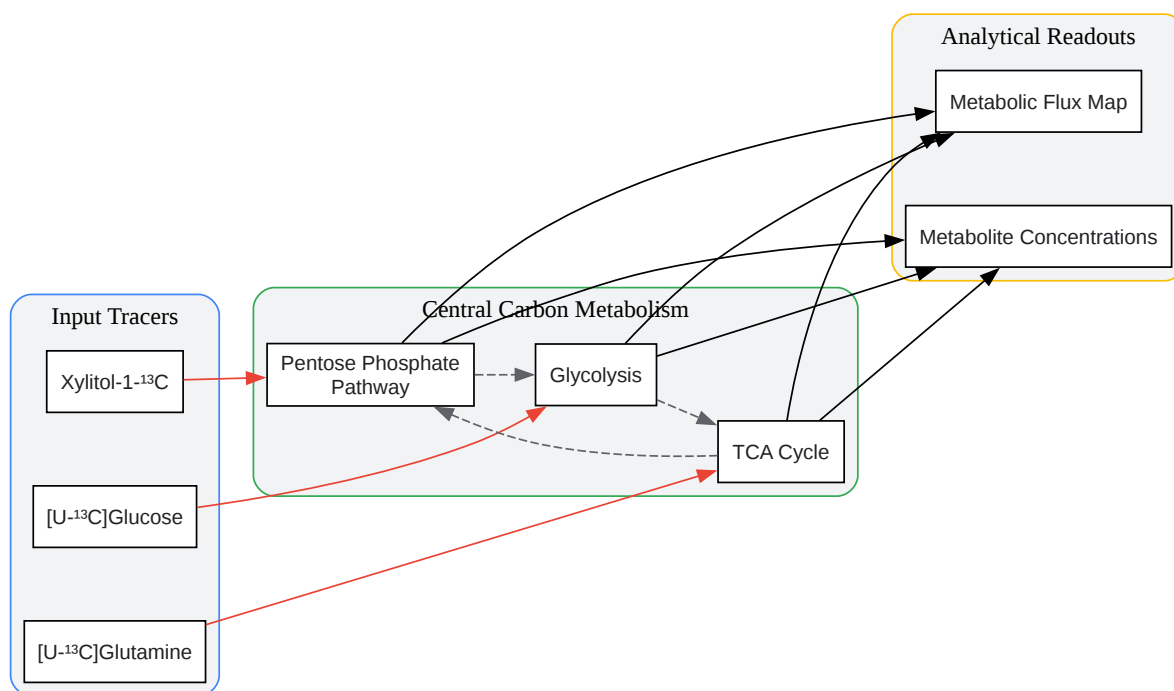 Analytical Readouts
Metabolic Flux Map
Metabolite Concentrations
Central Carbon Metabolism
Input Tracers
Pentose Phosphate
Pathway
Glycolysis
Xylitol-1-¹³C
TCA Cycle
[U-¹³C]Glucose
[U-¹³C]Glutamine